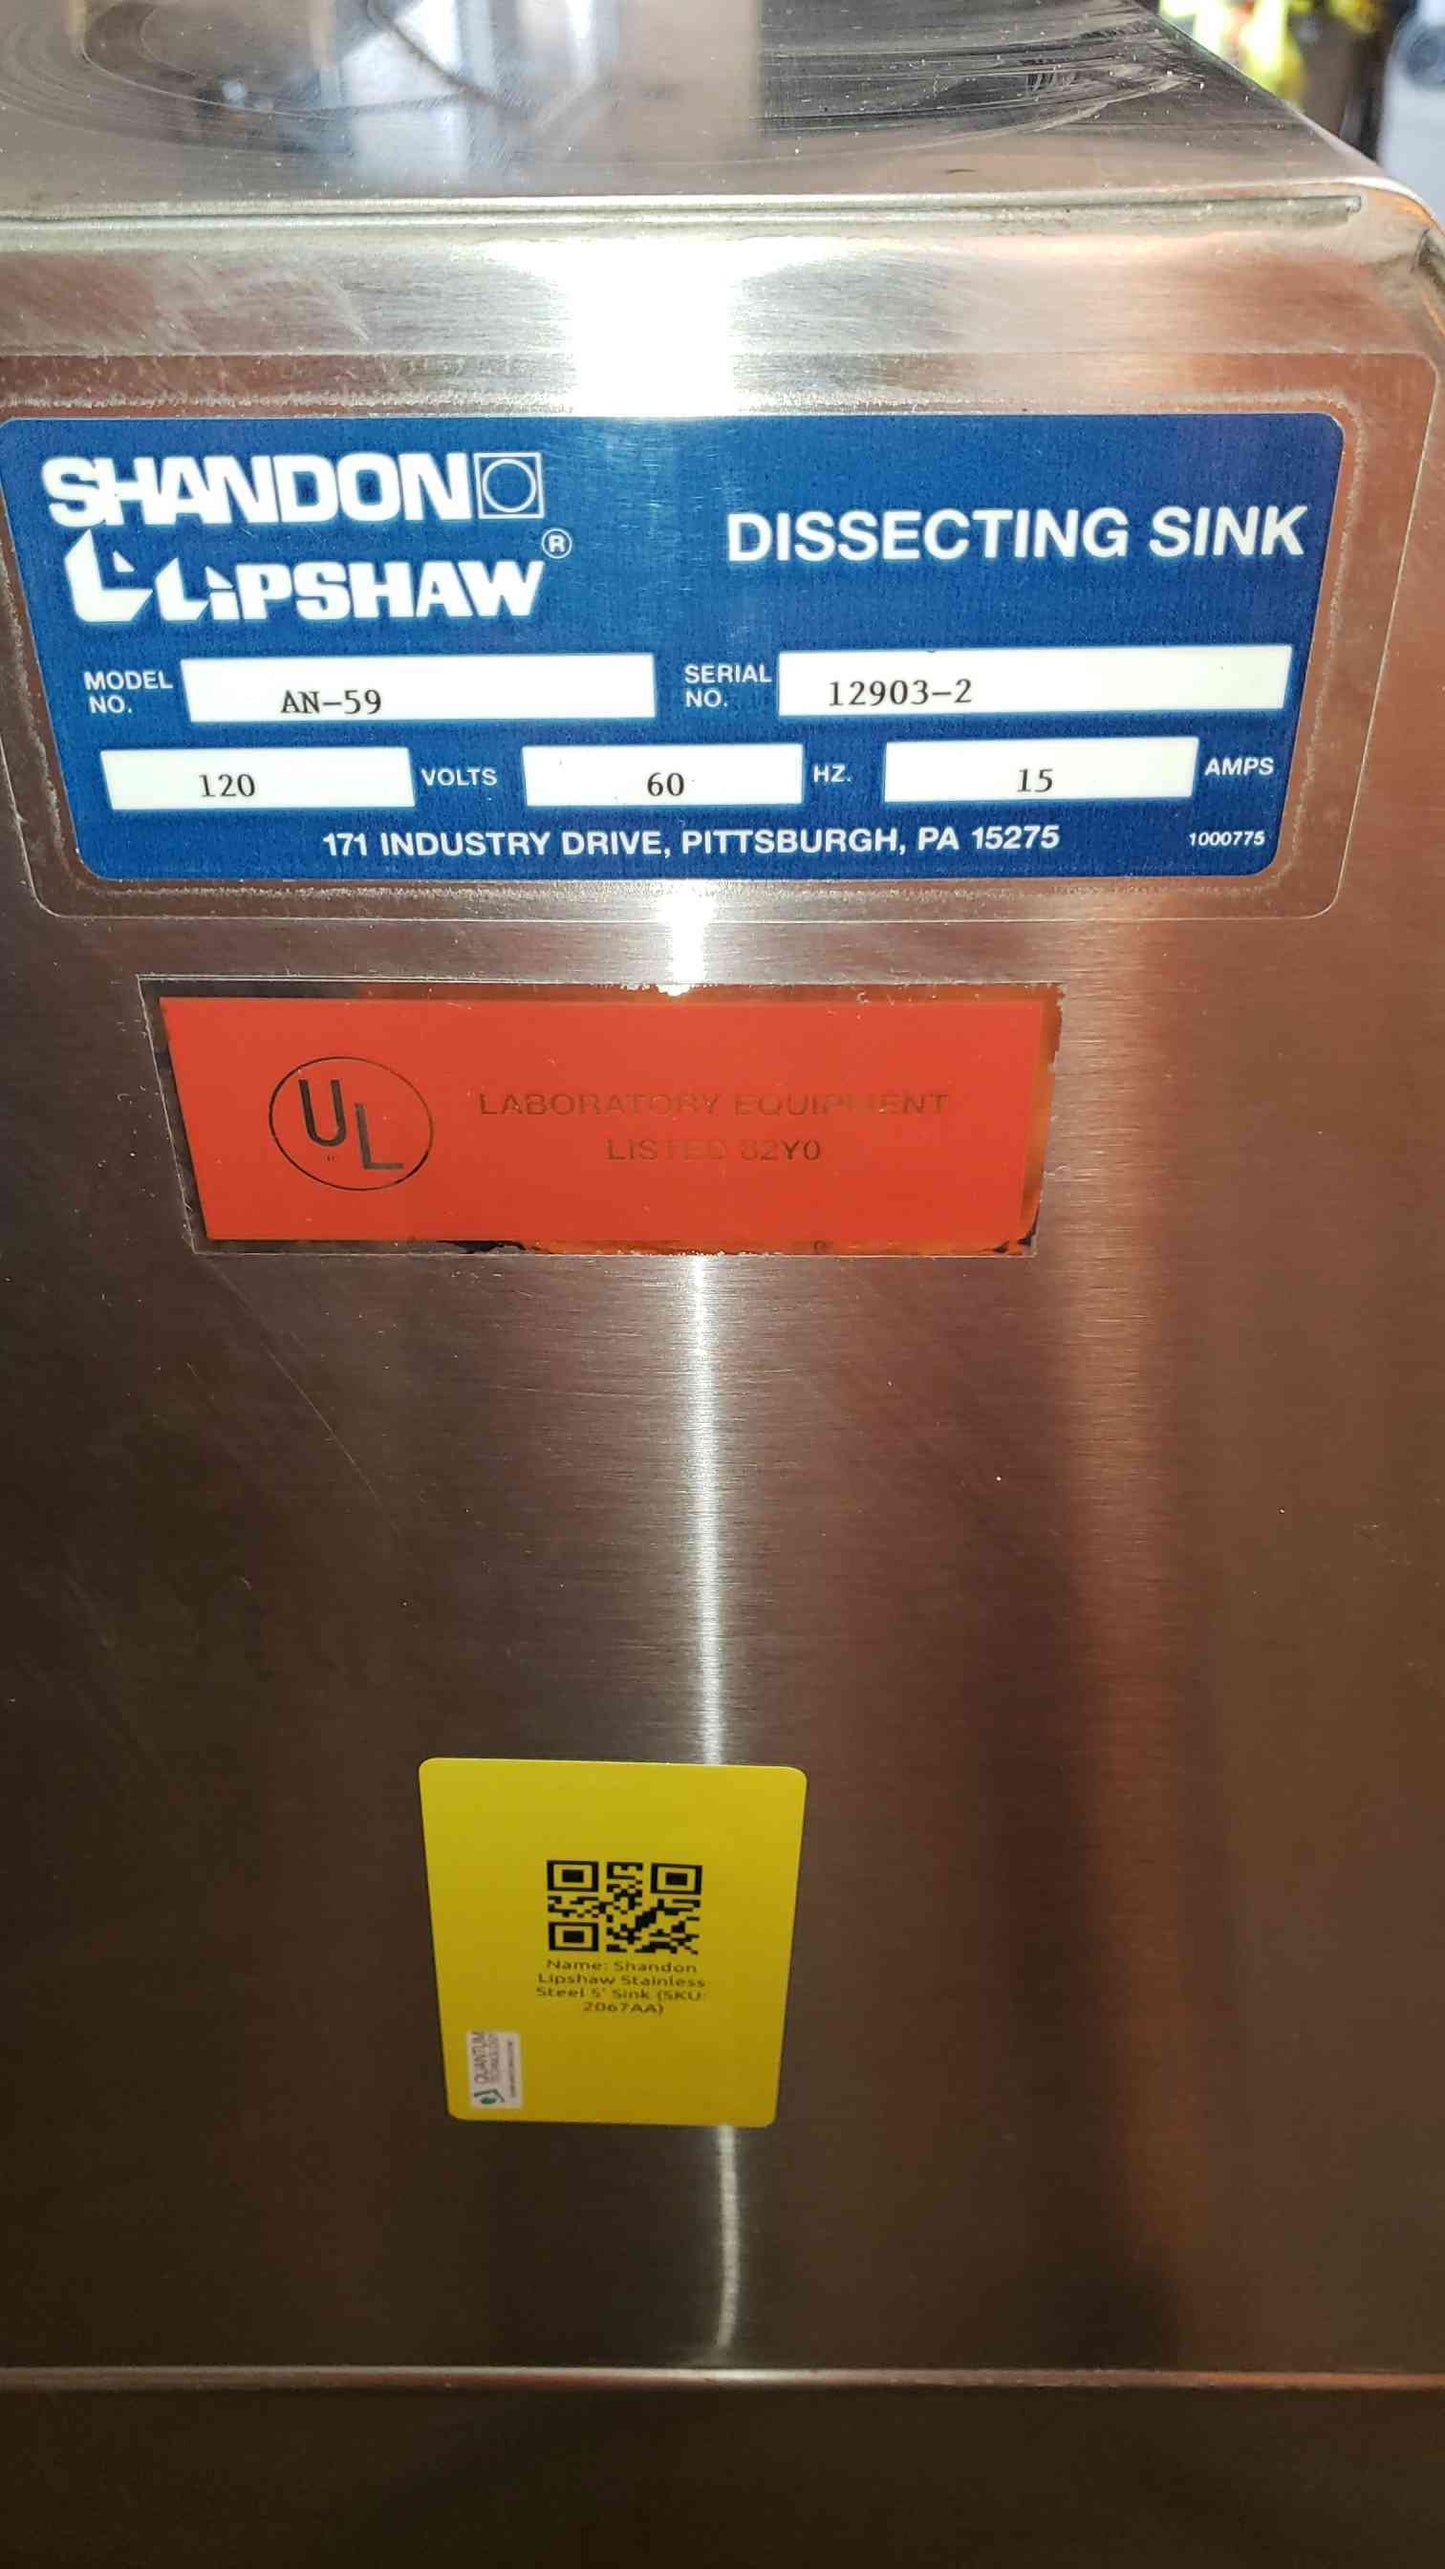 SHANDON
LIPSHAW®
DISSECTING SINK
MODEL NO. AN-59
SERIAL NO. 12903-2
120 VOLTS 60 HZ. 15 AMPS
171 INDUSTRY DRIVE, PITTSBURGH, PA 15275 1000775
UL
LABORATORY EQUIPMENT
LISTED 82Y0
Name: Shandon
Lipshaw Stainless
Steel 5' Sink (SKU:
2067AA)
QUANTUM